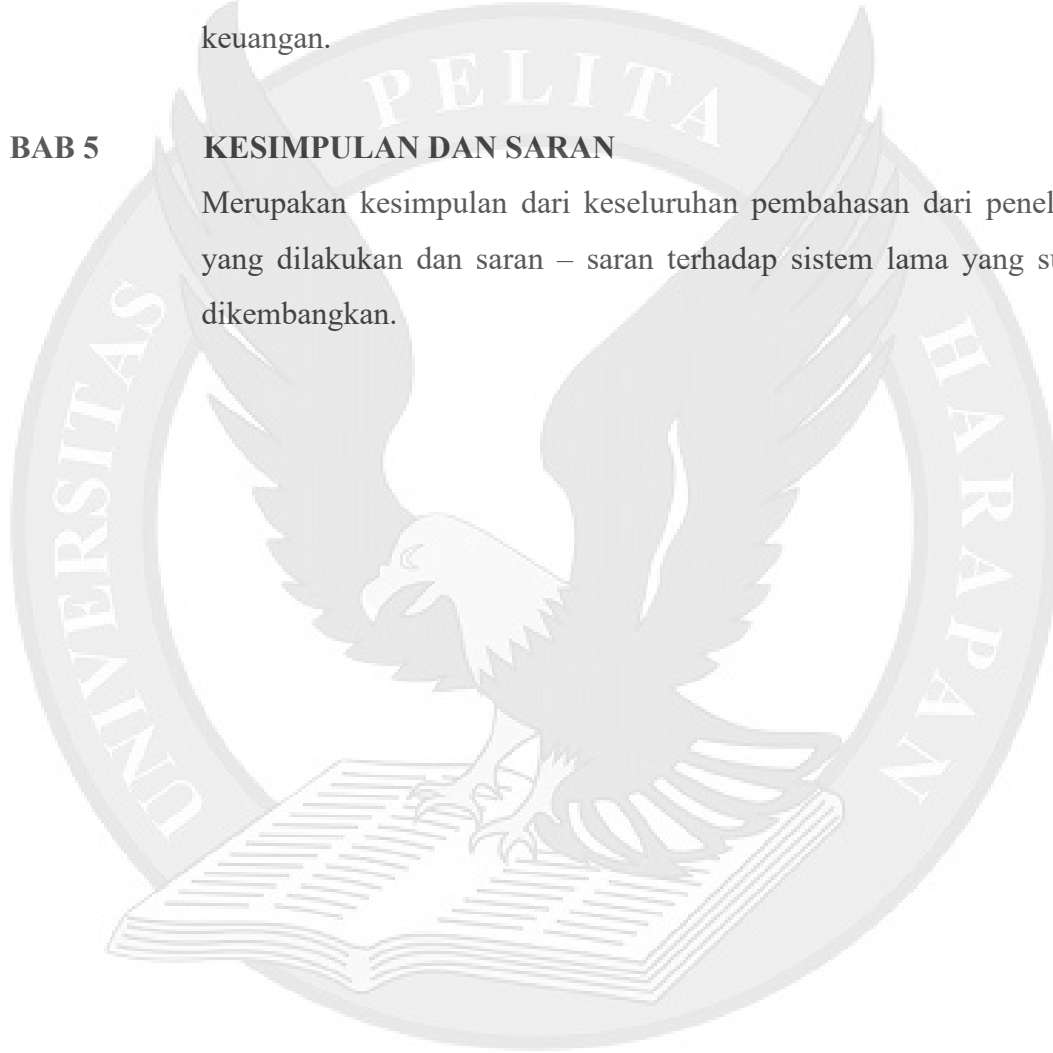 keuangan.
BAB 5 KESIMPULAN DAN SARAN
Merupakan kesimpulan dari keseluruhan pembahasan dari penel
yang dilakukan dan saran – saran terhadap sistem lama yang su
dikembangkan.
UNIVERSITAS PELITA HARAPAN